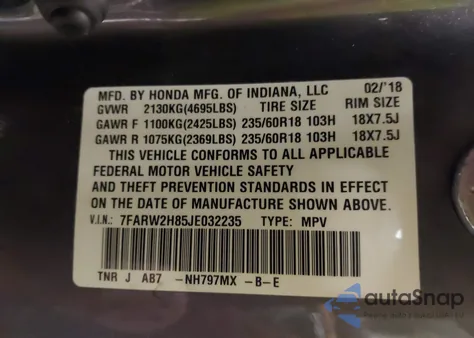 MFD. BY HONDA MFG. OF INDIANA, LLC 02/'18
GVWR 2130KG(4695LBS) TIRE SIZE RIM SIZE
GAWR F 1100KG(2425LBS) 235/60R18 103H 18X7.5J
GAWR R 1075KG(2369LBS) 235/60R18 103H 18X7.5J
THIS VEHICLE CONFORMS TO ALL APPLICABLE
FEDERAL MOTOR VEHICLE SAFETY
AND THEFT PREVENTION STANDARDS IN EFFECT
ON THE DATE OF MANUFACTURE SHOWN ABOVE.
V.I.N.: 7FARW2H85JE032235 TYPE: MPV
TNR J AB7 -NH797MX -B-E
autoSnap